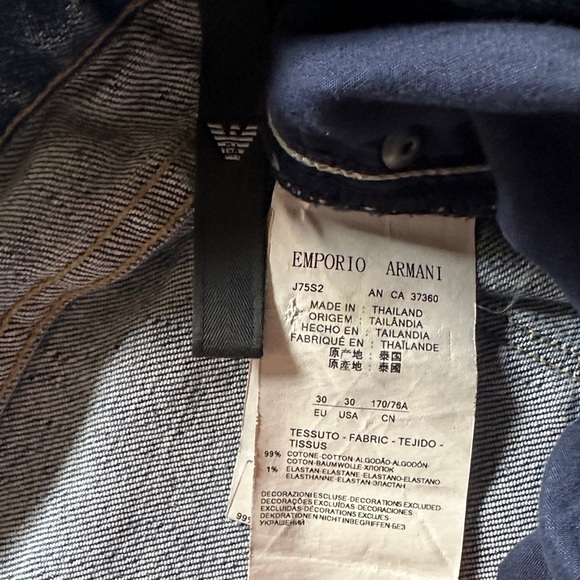 GA
EMPORIO ARMANI
J75S2 AN CA 37360
MADE IN : THAILAND
ORIGEM : TAILÂNDIA
HECHO EN : TAILANDIA
FABRIQUÉ EN : THAÏLANDE
原产地 : 泰国
原產地 : 泰國
30 30 170/76A
EU USA CN
TESSUTO - FABRIC - TEJIDO -
TISSUS
99% COTONE-COTTON-ALGODÃO-ALGODÓN-
COTON-BAUMWOLLE-ХЛОПОК
1% ELASTAN-ELASTANE-ELASTANO-ELASTANO
ELASTHANNE-ELASTAN-ЭЛАСТАН
DECORAZIONI ESCLUSE-DECORATIONS EXCLUDED-
DECORAÇÕES EXCLUÍDAS-DECORACIONES
EXCLUIDAS-DÉCORATIONS EXCLUES-
DEKORATIONEN NICHT INBEGRIFFEN-БЕЗ
УКРАШЕНИЙ